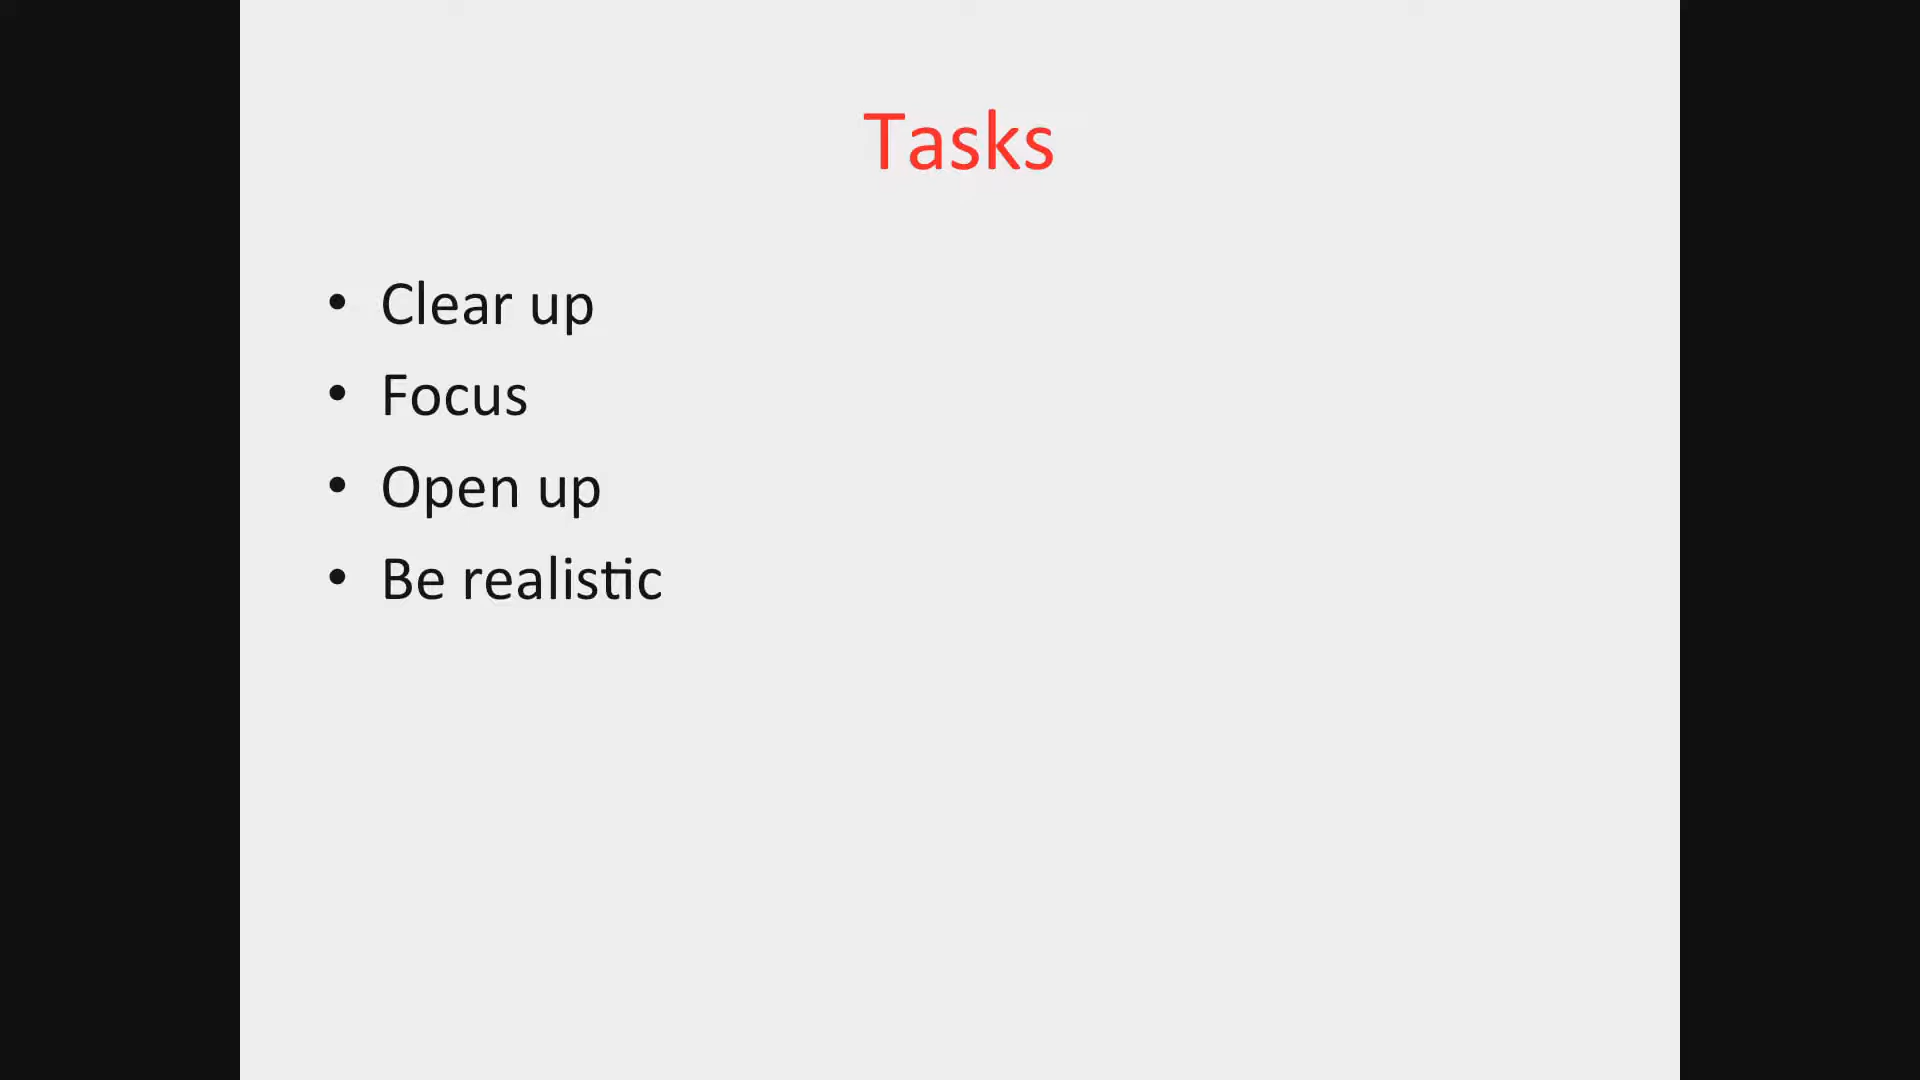 Tasks
• Clear up
• Focus
• Open up
• Be realistic